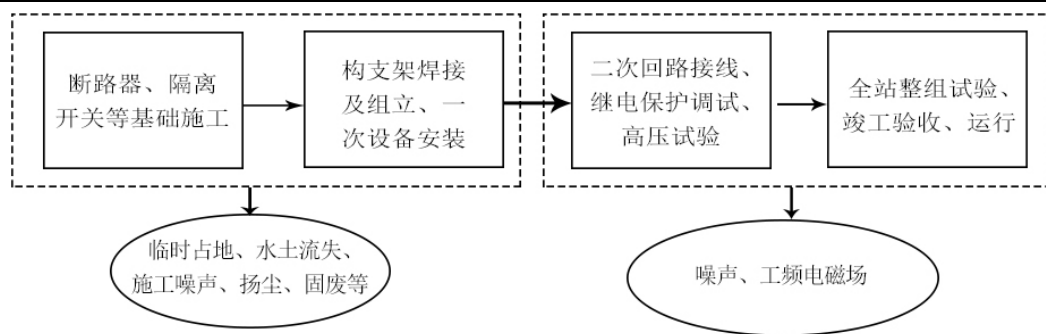 断路器、隔离
开关等基础施工
构支架焊接
及组立、一
次设备安装
二次回路接线、
继电保护调试、
高压试验
全站整组试验、
竣工验收、运行
临时占地、水土流失、
施工噪声、扬尘、固废等
噪声、工频电磁场